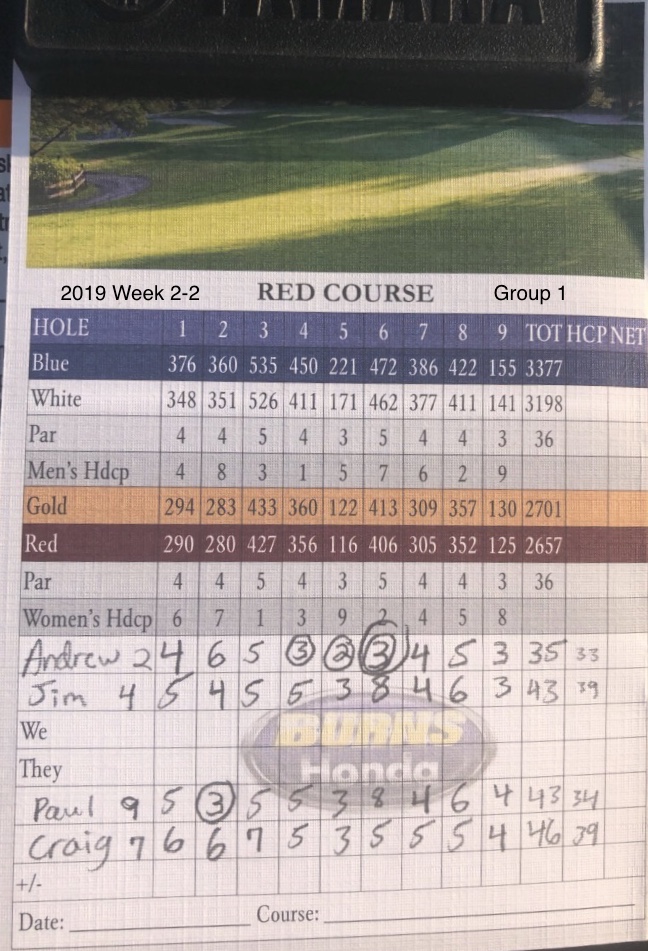 YAMAHA
2019 Week 2-2 RED COURSE Group 1
HOLE 1 2 3 4 5 6 7 8 9 TOT HCP NET
Blue 376 360 535 450 221 472 386 422 155 3377
White 348 351 526 411 171 462 377 411 141 3198
Par 4 4 5 4 3 5 4 4 3 36
Men's Hdcp 4 8 3 1 5 7 6 2 9
Gold 294 283 433 360 122 413 309 357 130 2701
Red 290 280 427 356 116 406 305 352 125 2657
Par 4 4 5 4 3 5 4 4 3 36
Women's Hdcp 6 7 1 3 9 2 4 5 8
Andrew 2 4 6 5 3 2 3 4 5 3 35 33
Jim 4 5 4 5 5 3 8 4 6 3 43 39
We
BURNS
They
Honda
Paul 9 5 3 5 5 3 8 4 6 4 43 34
Craig 7 6 6 7 5 3 5 5 5 4 46 39
+/-
Date: Course: